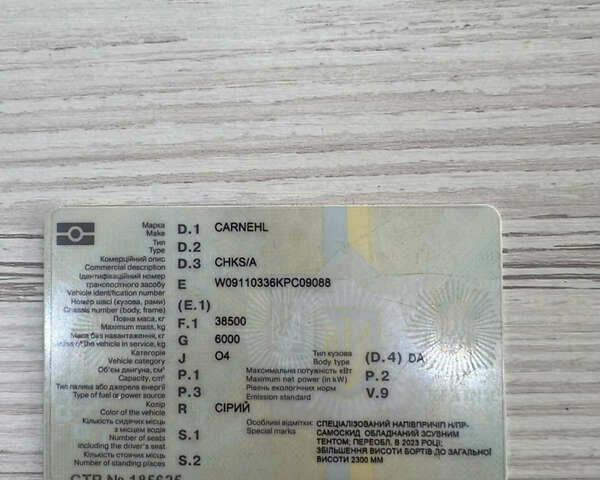 Марка
Make
D.1 CARNEHL
Тип
Type
D.2
Комерційний опис
Commercial description
D.3 CHKS/A
Ідентифікаційний номер
транспортного засобу
Vehicle identification number
E W09110336KPC09088
Номер шасі (кузова, рами)
Chassis number (body, frame)
(E.1)
Повна маса, кг
Maximum mass, kg
F.1 38500
Маса без навантаження, кг
Mass of the vehicle in service, kg
G 6000
Категорія
Vehicle category
J O4
Тип кузова
Body type
(D.4) DA
Об'єм двигуна, см³
Capacity, cm³
P.1
Максимальна потужність кВт
Maximum net power (in kW)
P.2
Тип палива або джерела енергії
Type of fuel or power source
P.3
Рівень екологічних норм
Emission standard
V.9
Колір
Color of the vehicle
R СІРИЙ
Кількість сидячих місць
з місцем водія
Number of seats
including the driver's seat
S.1
Кількість стоячих місць
Number of standing places
S.2
Особливі відмітки
Special marks
СПЕЦІАЛІЗОВАНИЙ НАПІВПРИЧІП Н/ПР-
САМОСКИД ОБЛАДНАНИЙ ЗСУВНИМ
ТЕНТОМ; ПЕРЕОБЛ. В 2023 РОЦІ;
ЗБІЛЬШЕННЯ ВИСОТИ БОРТІВ ДО ЗАГАЛЬНОЇ
ВИСОТИ 2300 ММ